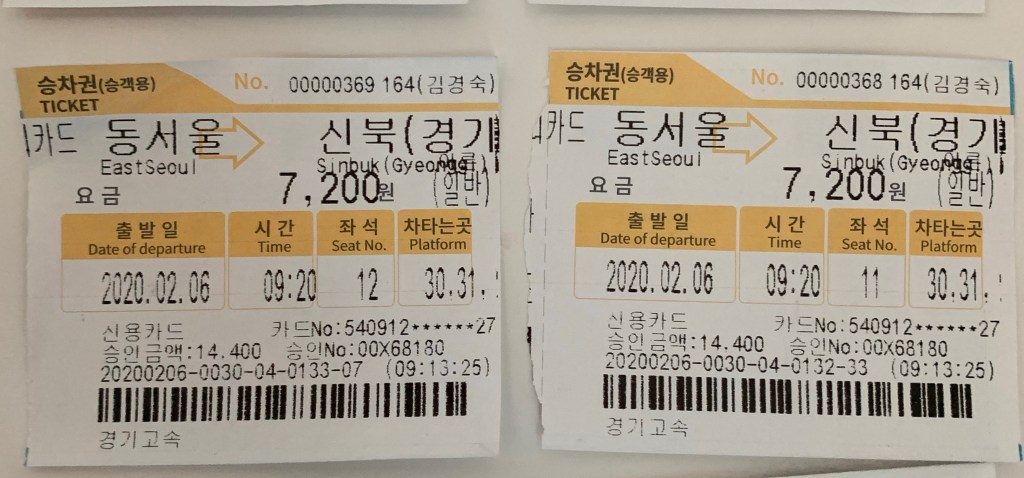 승차권(승객용) No. 00000369 164(김경숙)
TICKET
카드 동서울 신북(경기
EastSeoul Sinbuk(Gyeongg
요금 7,200원 (일반)
출발일 시간 좌석 차타는곳
Date of departure Time Seat No. Platform
2020.02.06 09:20 12 30.31.
신용카드 카드No:540912******27
승인금액:14.400 승인No:00X68180
20200206-0030-04-0133-07 (09:13:25)
경기고속
승차권(승객용) No. 00000368 164(김경숙)
TICKET
카드 동서울 신북(경기
EastSeoul Sinbuk(Gyeongg
요금 7,200원 (일반)
출발일 시간 좌석 차타는곳
Date of departure Time Seat No. Platform
2020.02.06 09:20 11 30.31.
신용카드 카드No:540912******27
승인금액:14.400 승인No:00X68180
20200206-0030-04-0132-33 (09:13:25)
경기고속